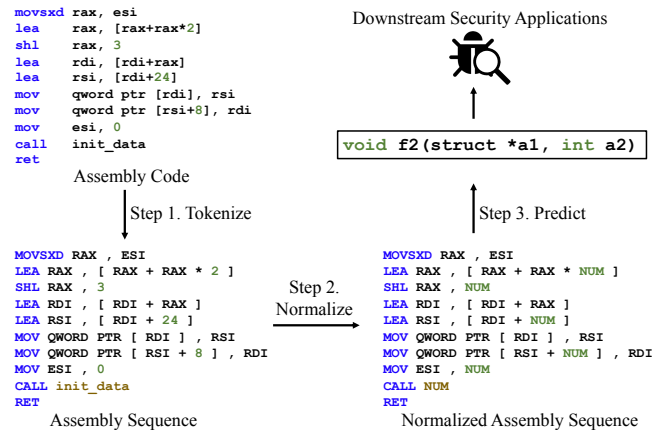 movsxd rax, esi
lea rax, [rax+rax*2]
shl rax, 3
lea rdi, [rdi+rax]
lea rsi, [rdi+24]
mov qword ptr [rdi], rsi
mov qword ptr [rsi+8], rdi
mov esi, 0
call init_data
ret
Assembly Code
Step 1. Tokenize
MOVSXD RAX , ESI
LEA RAX , [ RAX + RAX * 2 ]
SHL RAX , 3
LEA RDI , [ RDI + RAX ]
LEA RSI , [ RDI + 24 ]
MOV QWORD PTR [ RDI ] , RSI
MOV QWORD PTR [ RSI + 8 ] , RDI
MOV ESI , 0
CALL init_data
RET
Assembly Sequence
Step 2.
Normalize
MOVSXD RAX , ESI
LEA RAX , [ RAX + RAX * NUM ]
SHL RAX , NUM
LEA RDI , [ RDI + RAX ]
LEA RSI , [ RDI + NUM ]
MOV QWORD PTR [ RDI ] , RSI
MOV QWORD PTR [ RSI + NUM ] , RDI
MOV ESI , NUM
CALL NUM
RET
Normalized Assembly Sequence
Step 3. Predict
void f2(struct *a1, int a2)
Downstream Security Applications